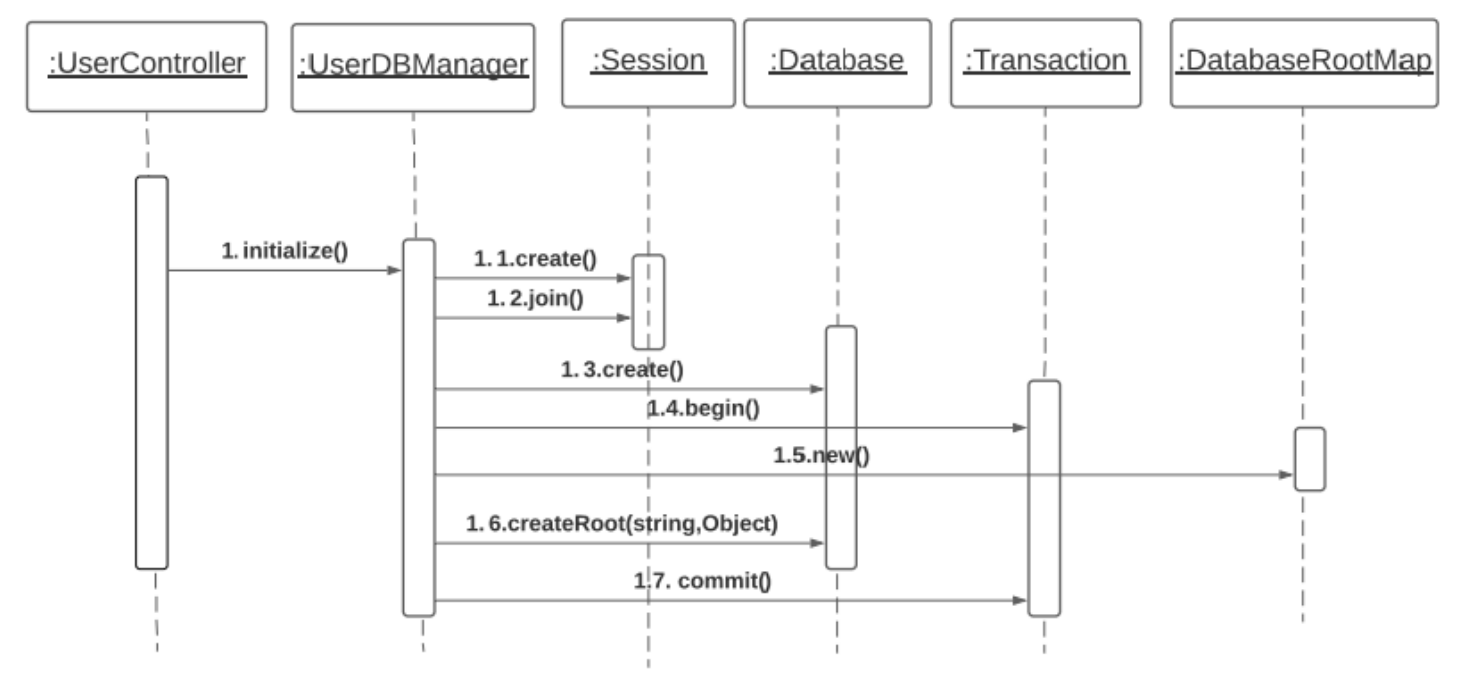 :UserController
:UserDBManager
:Session
:Database
:Transaction
:DatabaseRootMap
1. initialize()
1. 1.create()
1. 2.join()
1. 3.create()
1.4.begin()
1.5.new()
1. 6.createRoot(string,Object)
1.7. commit()